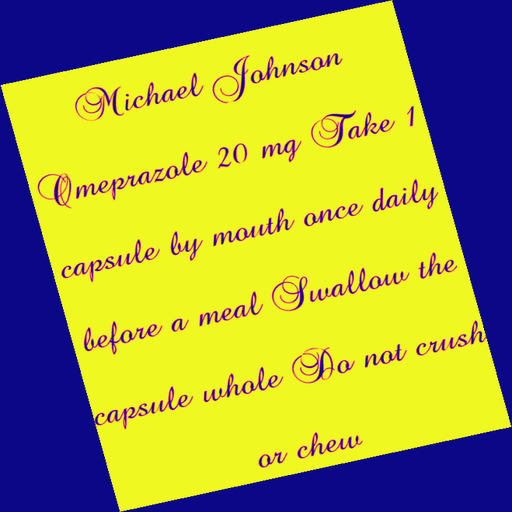 Michael Johnson
Omeprazole 20 mg Take 1
capsule by mouth once daily
before a meal Swallow the
capsule whole Do not crush
or chew